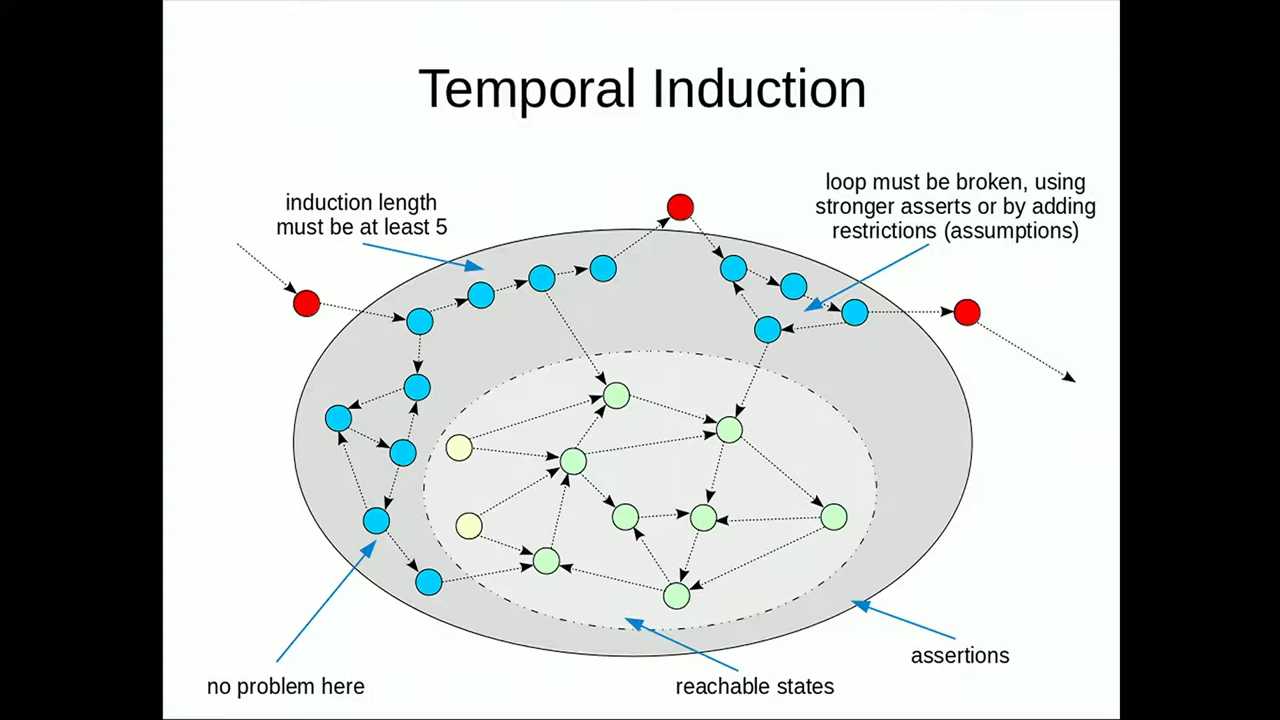 Temporal Induction
induction length
must be at least 5
loop must be broken, using
stronger asserts or by adding
restrictions (assumptions)
no problem here
reachable states
assertions